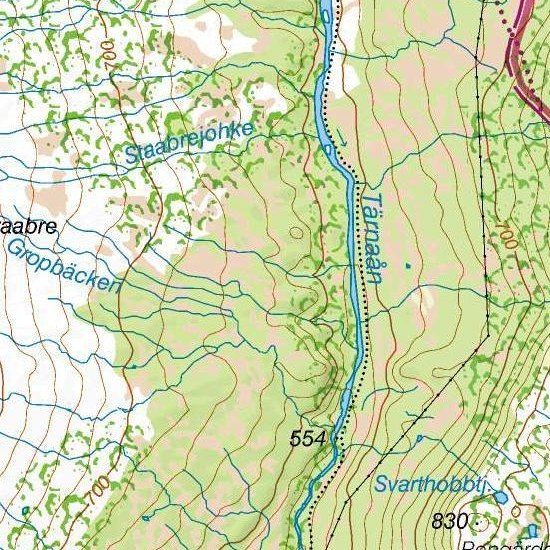 700
Staabrejohke
aabre
Gropbäcken
Tärnaån
700
554
Svarthobbtj
700
830